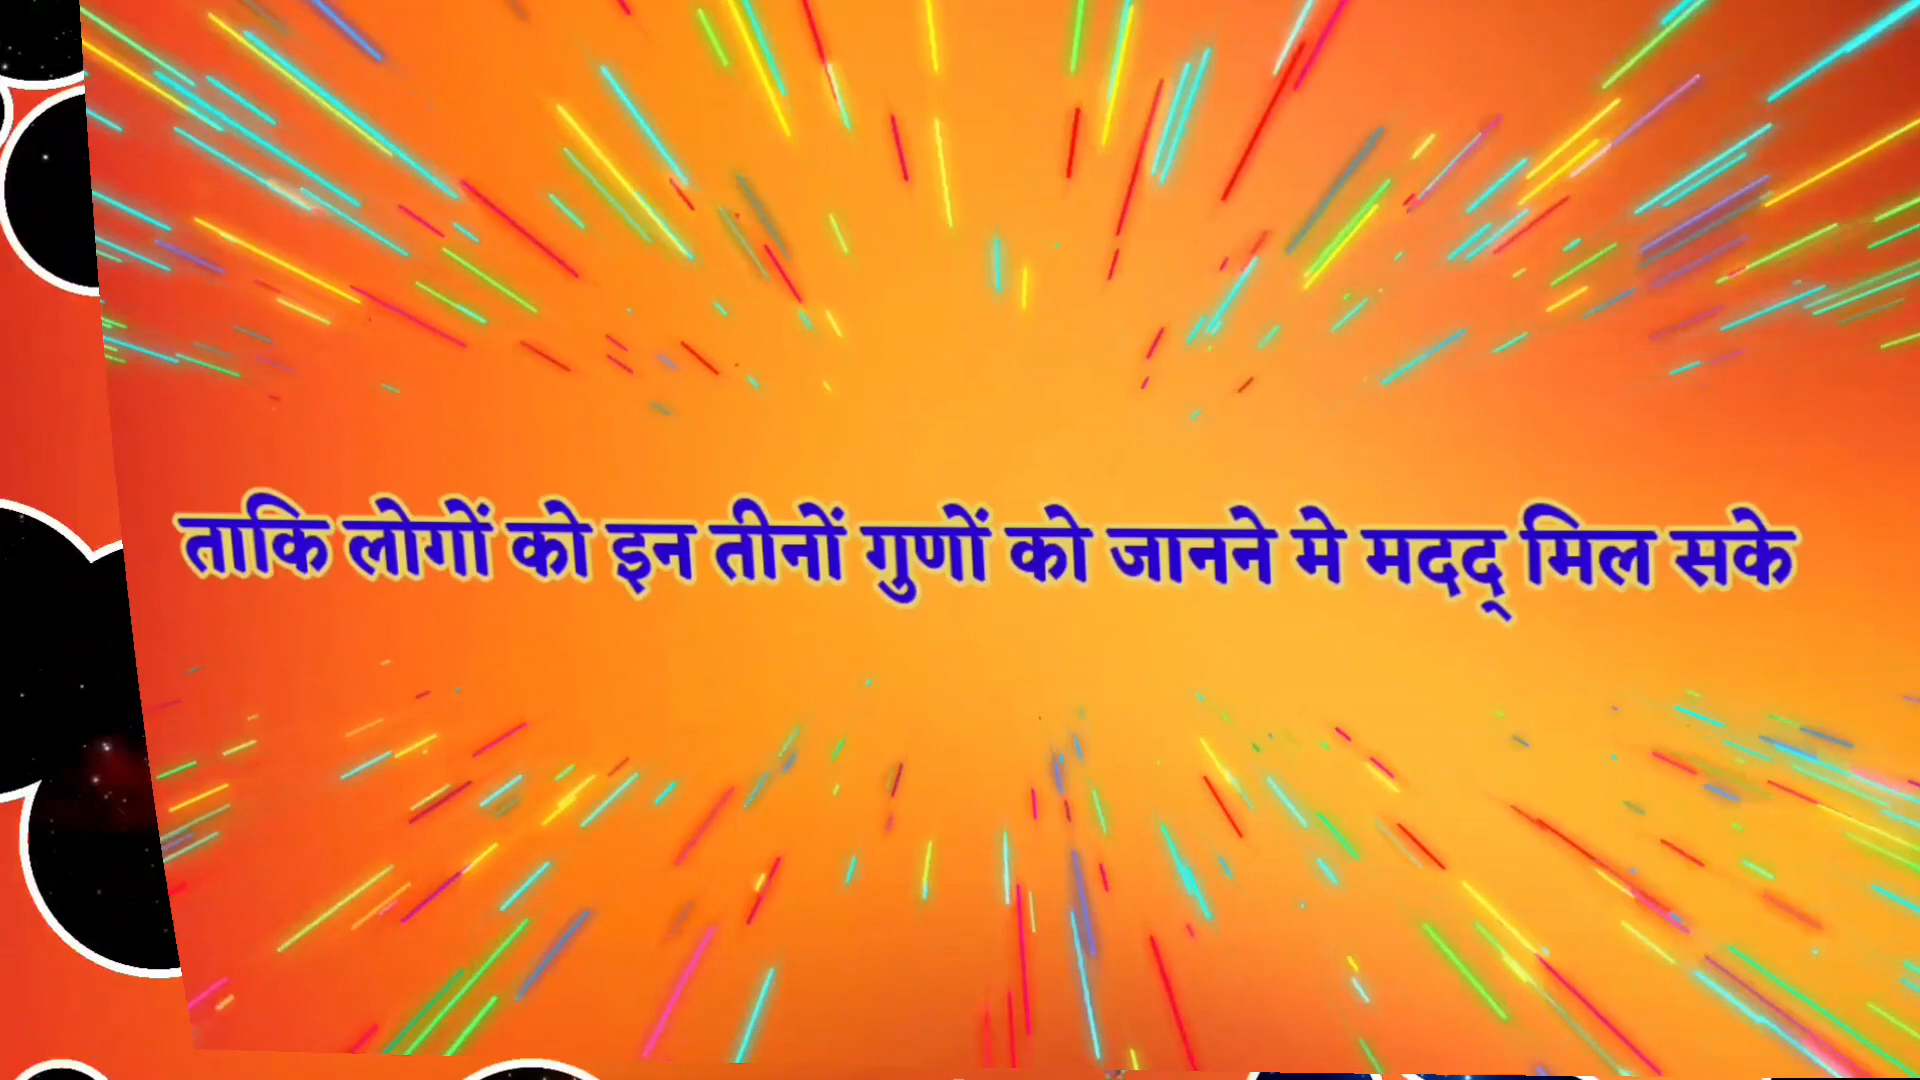 ताकि लोगों को इन तीनों गुणों को जानने मे मदद् मिल सके